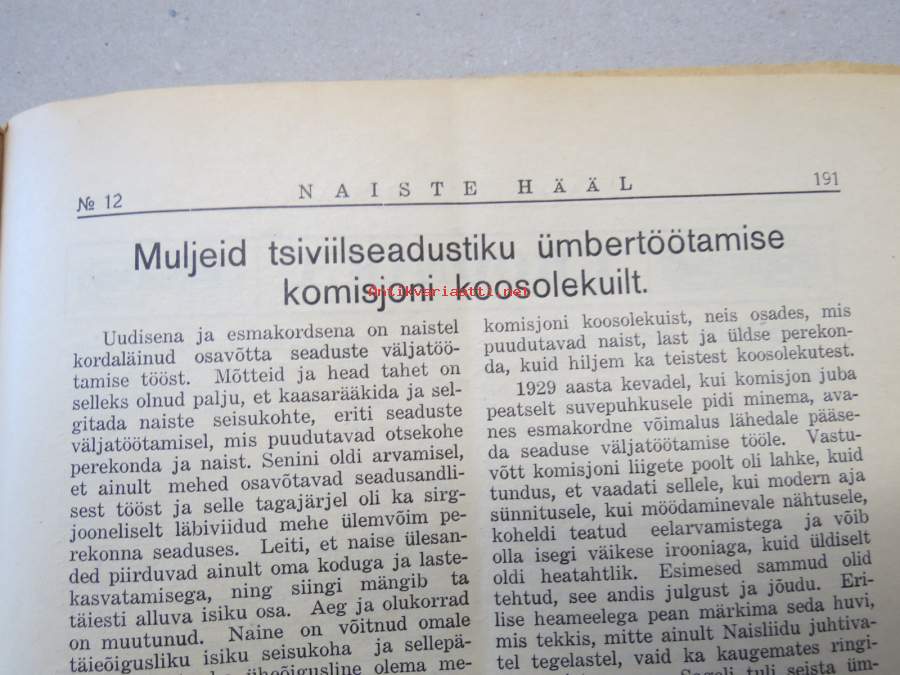 № 12
NAISTE HÄÄL
191
Muljeid tsiviilseadustiku ümbertöötamise
komisjoni koosolekuilt.
Antikvariaatti.net
Uudisena ja esmakordsena on naistel
kordaläinud osavõtta seaduste väljatöö-
tamise tööst. Mõtteid ja head tahet on
selleks olnud palju, et kaasarääkida ja sel-
gitada naiste seisukohte, eriti seaduste
väljatöötamisel, mis puudutavad otsekohe
perekonda ja naist. Senini oldi arvamisel,
et ainult mehed osavõtavad seadusandli-
sest tööst ja selle tagajärjel oli ka sirg-
jooneliselt läbiviidud mehe ülemvõim pe-
rekonna seaduses. Leiti, et naise ülesan-
ded piirduvad ainult oma koduga ja laste-
kasvatamisega, ning siingi mängib ta
täiesti alluva isiku osa. Aeg ja olukorrad
on muutunud. Naine on võitnud omale
täieõigusliku isiku seisukoha ja sellepä-
üheõigusline olema me-
komisjoni koosolekuist, neis osades, mis
puudutavad naist, last ja üldse perekon-
da, kuid hiljem ka teistest koosolekutest.
1929 aasta kevadel, kui komisjon juba
peatselt suvepuhkusele pidi minema, ava-
nes esmakordne võimalus lähedale pääse-
da seaduse väljatöötamise tööle. Vastu-
võtt komisjoni liigete poolt oli lahke, kuid
tundus, et vaadati sellele, kui modern aja
sünnitusele, kui möödaminevale nähtusele,
koheldi teatud eelarvamistega ja võib
olla isegi väikese irooniaga, kuid üldiselt
oldi heatahtlik. Esimesed sammud olid
tehtud, see andis julgust ja jõudu. Eri-
lise heameelega pean märkima seda huvi,
mis tekkis, mitte ainult Naisliidu juhtiva-
tel tegelastel, vaid ka kaugemates ringi-
Sageli tuli seista üm-